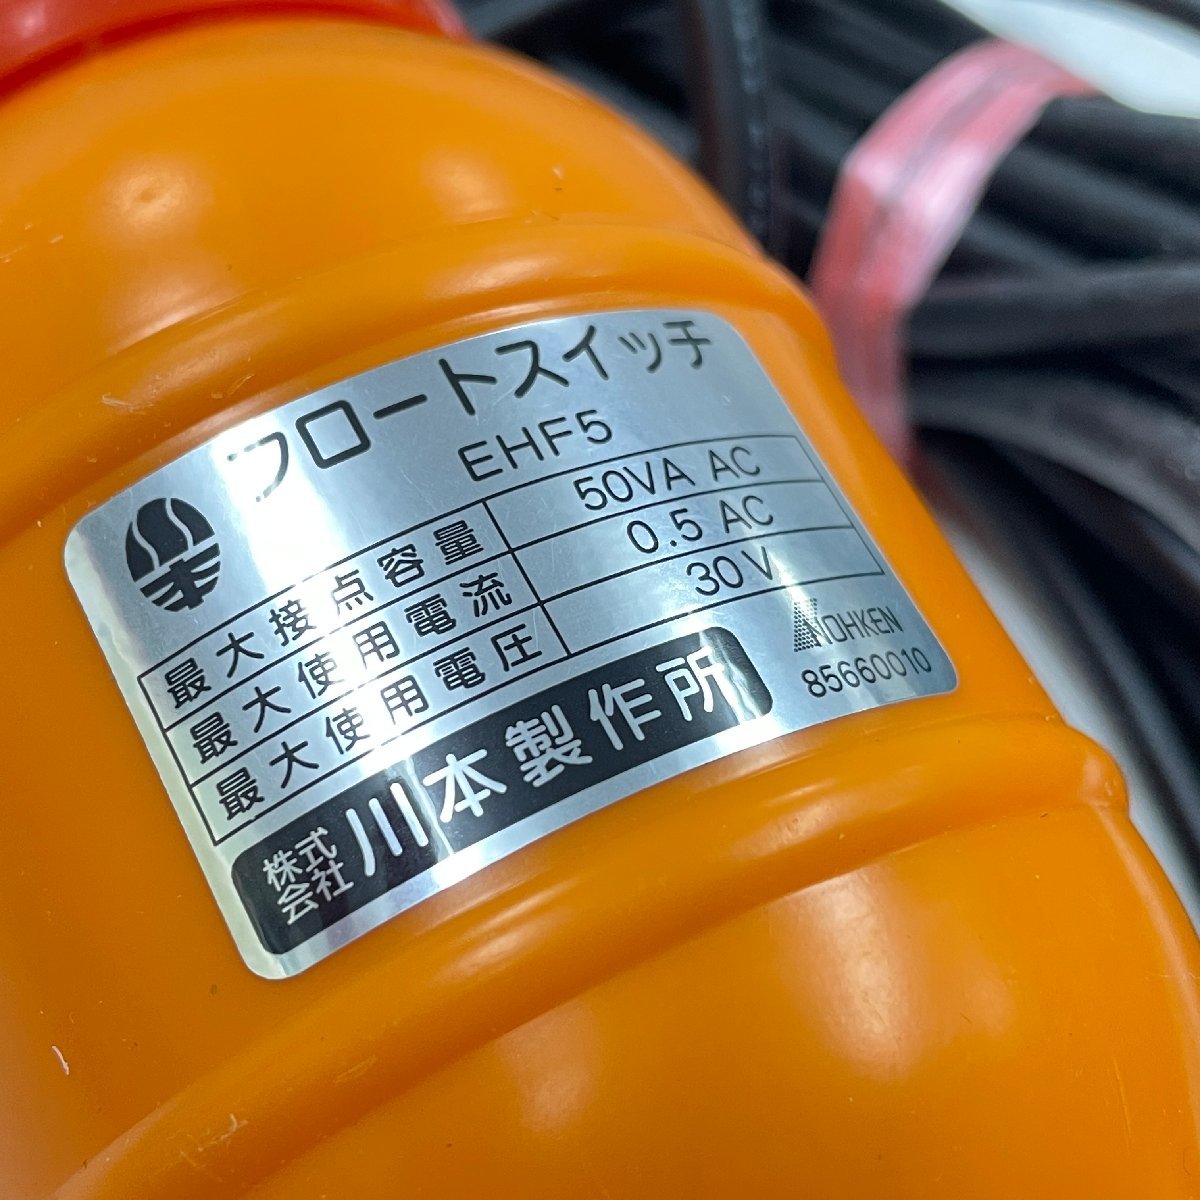 フロートスイッチ
EHF5
最大接点容量 50VA AC
最大使用電流 0.5 AC
最大使用電圧 30V
NOHKEN
85660010
株式会社 川本製作所